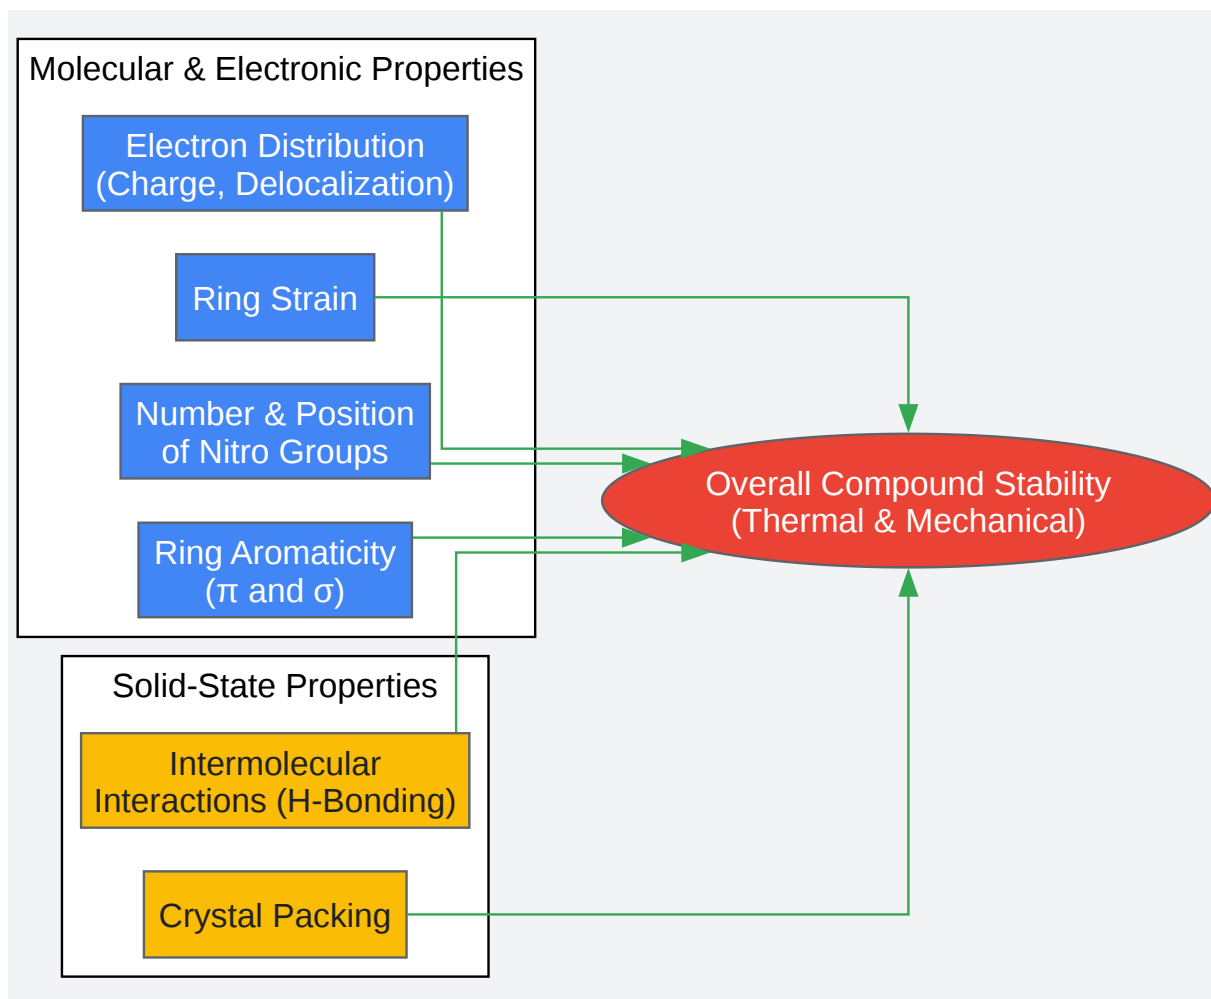 Molecular & Electronic Properties
Electron Distribution
(Charge, Delocalization)
Ring Strain
Number & Position
of Nitro Groups
Ring Aromaticity
(π and σ)
Overall Compound Stability
(Thermal & Mechanical)
Solid-State Properties
Intermolecular
Interactions (H-Bonding)
Crystal Packing